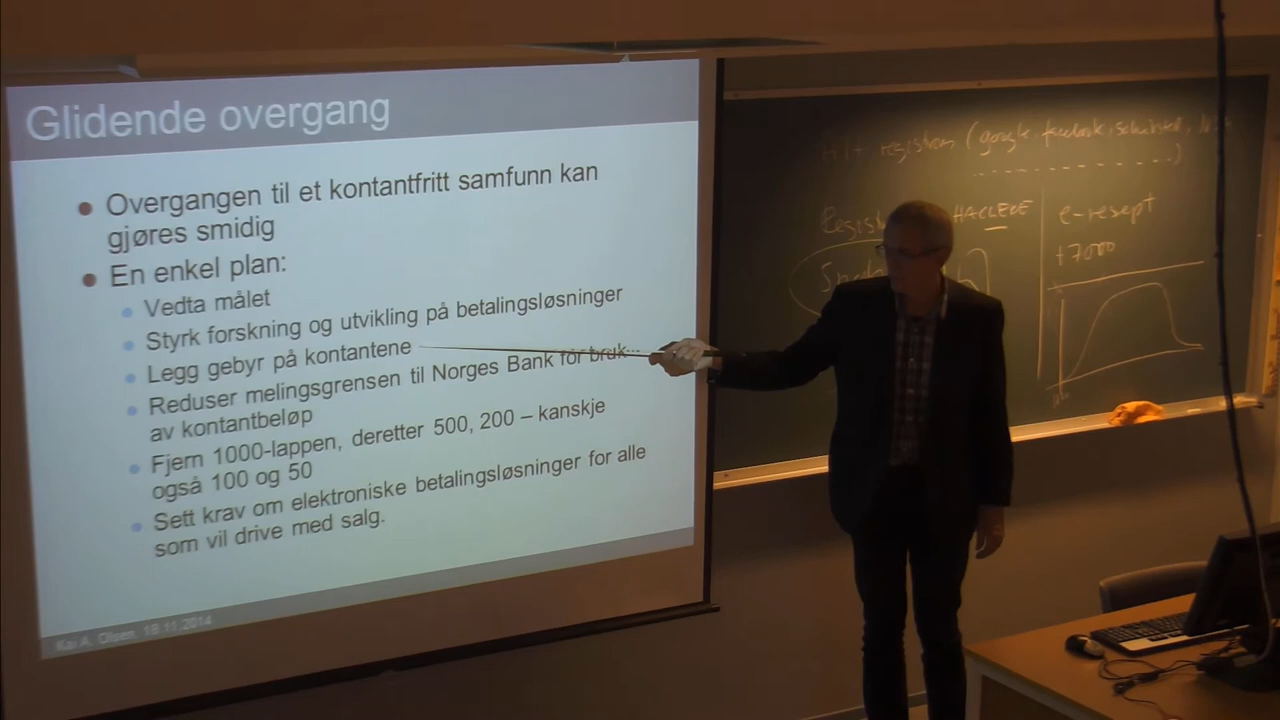 Glidende overgang
Overgangen til et kontantfritt samfunn kan
gjøres smidig
En enkel plan:
Vedta målet
Styrk forskning og utvikling på betalingsløsninger
Legg gebyr på kontantene
Reduser melingsgrensen til Norges Bank for bruk
av kontantbeløp
Fjern 1000-lappen, deretter 500, 200 – kanskje
også 100 og 50
Sett krav om elektroniske betalingsløsninger for alle
som vil drive med salg.
Kai A. Olsen, 18.11.2014
registrers (google,
e-resept
+7000